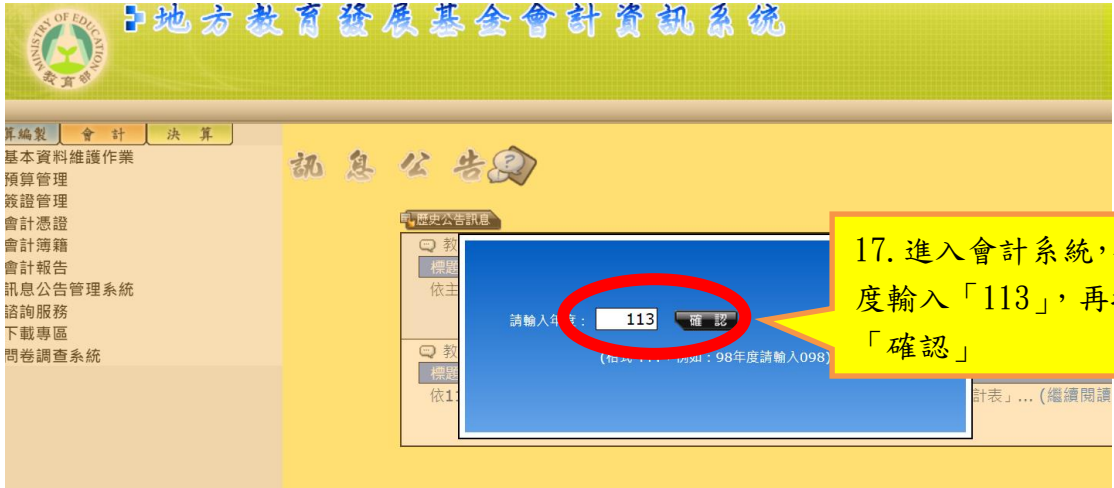 MINISTRY OF EDUCATION
教育部
地方教育發展基金會計資訊系統
算編製 會 計 決 算
基本資料維護作業
預算管理
簽證管理
會計憑證
會計簿籍
會計報告
訊息公告管理系統
諮詢服務
下載專區
問卷調查系統
訊息公告
歷史公告訊息
教
標題
依主
請輸入年度： 113 確 認
例如：98年度請輸入098)
教
標題
依11
計表」... (繼續閱讀
17. 進入會計系統，
度輸入「113」，再
「確認」